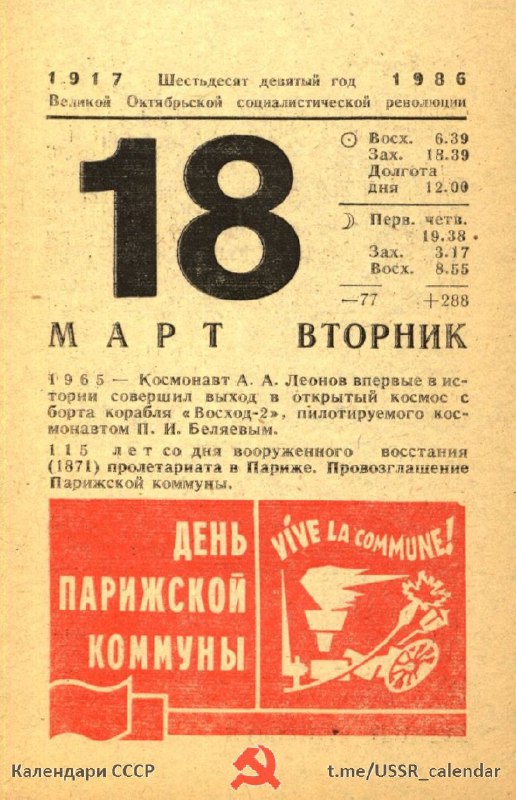 1917 Шестьдесят девятый год 1986
Великой Октябрьской социалистической революции
18
Восх. 6.39
Зах. 18.39
Долгота
дня 12.00
Перв. четв.
19.38
Зах. 3.17
Восх. 8.55
—77 +288
МАРТ ВТОРНИК
1965 — Космонавт А. А. Леонов впервые в ис-
тории совершил выход в открытый космос с
борта корабля «Восход-2», пилотируемого кос-
монавтом П. И. Беляевым.
115 лет со дня вооруженного восстания
(1871) пролетариата в Париже. Провозглашение
Парижской коммуны.
ДЕНЬ
ПАРИЖСКОЙ
КОММУНЫ
VIVE LA COMMUNE!
Календари СССР
t.me/USSR_calendar